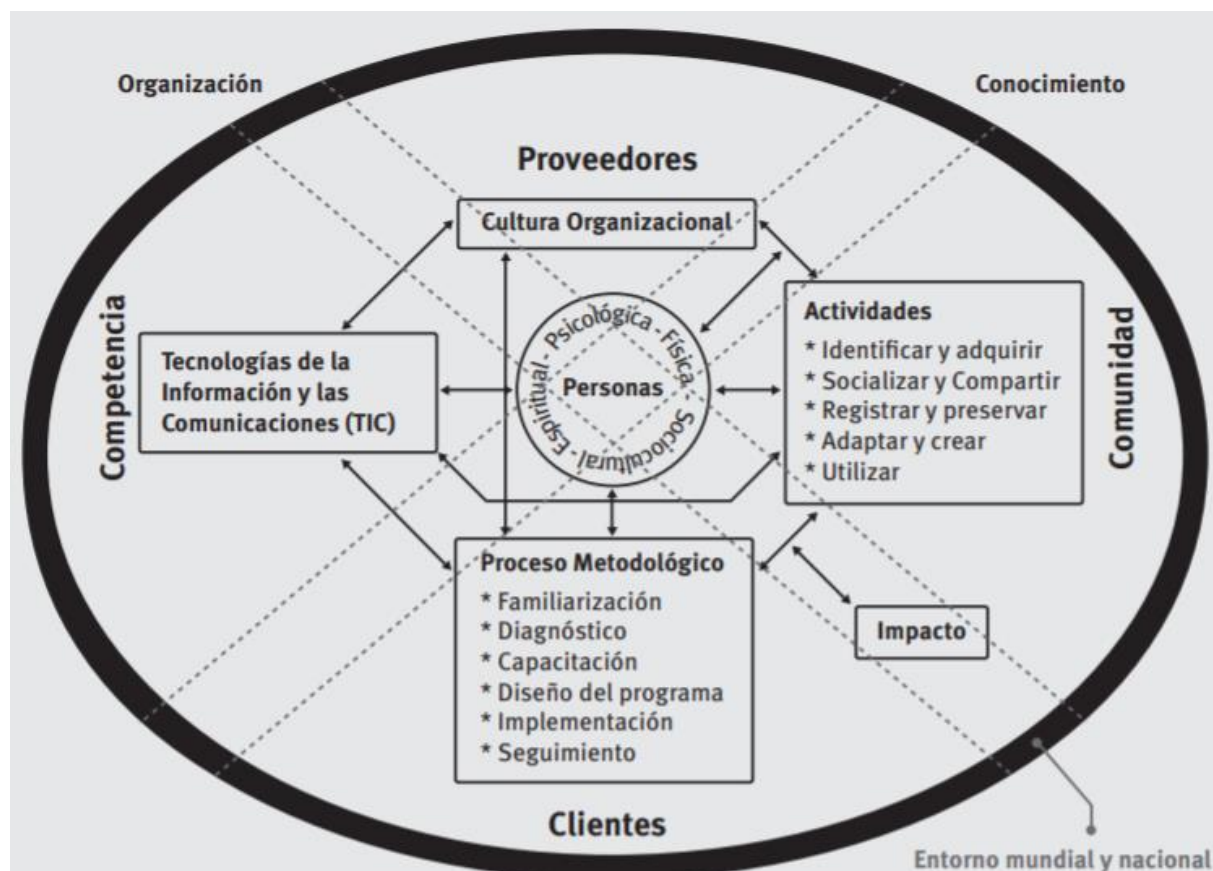 Organización
Conocimiento
Proveedores
Cultura Organizacional
Competencia
Tecnologías de la
Información y las
Comunicaciones (TIC)
Psicológica - Física - Sociocultural - Espiritual -
Personas
Actividades
* Identificar y adquirir
* Socializar y Compartir
* Registrar y preservar
* Adaptar y crear
* Utilizar
Comunidad
Proceso Metodológico
* Familiarización
* Diagnóstico
* Capacitación
* Diseño del programa
* Implementación
* Seguimiento
Impacto
Clientes
Entorno mundial y nacional